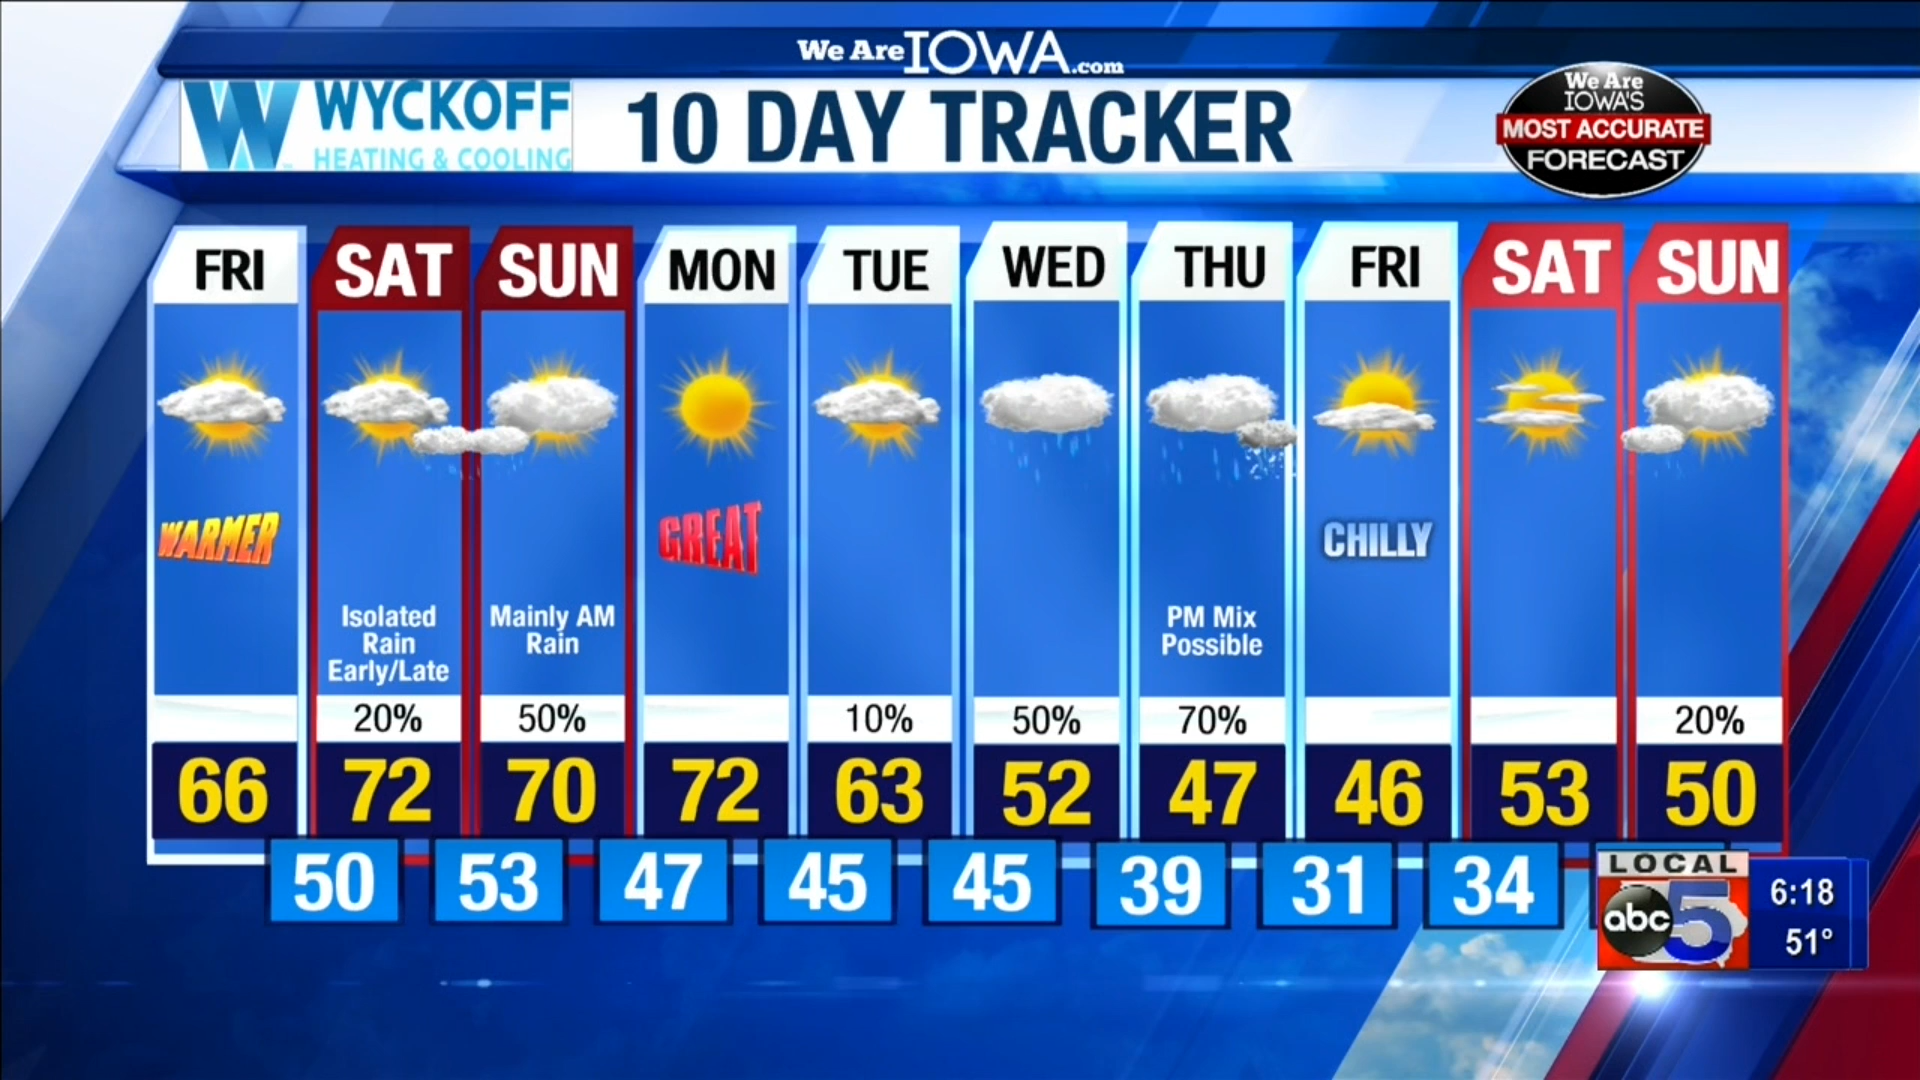 We Are IOWA.com
WYCKOFF
HEATING & COOLING
10 DAY TRACKER
We Are
IOWA'S
MOST ACCURATE
FORECAST
FRI SAT SUN MON TUE WED THU FRI SAT SUN
WARMER GREAT CHILLY
Isolated
Rain
Early/Late
Mainly AM
Rain
PM Mix
Possible
20% 50% 10% 50% 70% 20%
66 72 70 72 63 52 47 46 53 50
50 53 47 45 45 39 31 34
LOCAL
abc 5
6:18
51°